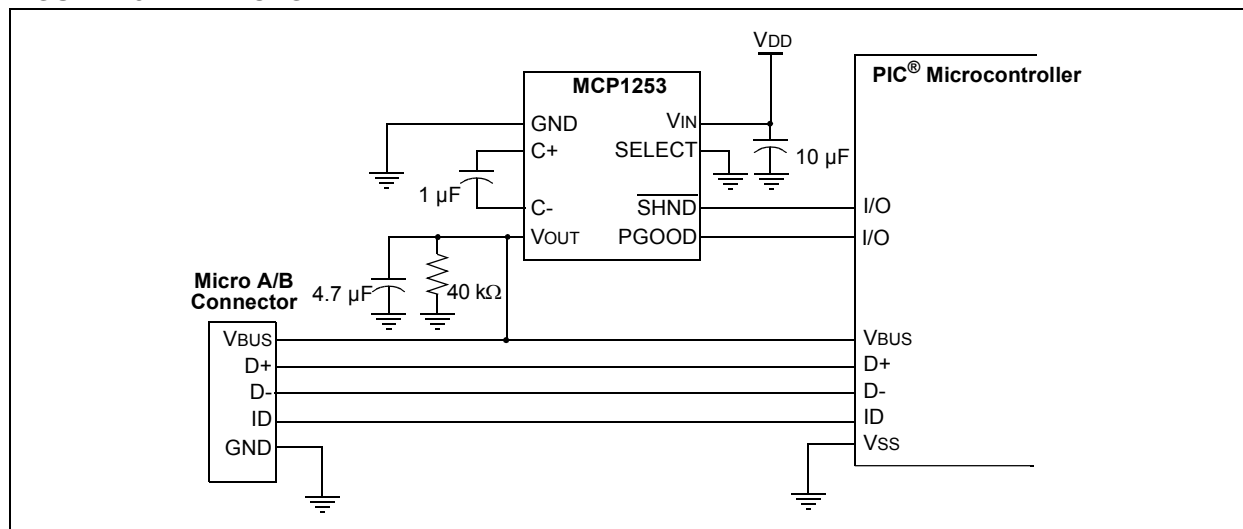 VDD
PIC® Microcontroller
MCP1253
GND
VIN
C+
SELECT
10 µF
1 µF
C-
SHND
I/O
VOUT
PGOOD
I/O
Micro A/B
Connector
4.7 µF
40 kΩ
VBUS
VBUS
D+
D+
D-
D-
ID
ID
GND
VSS